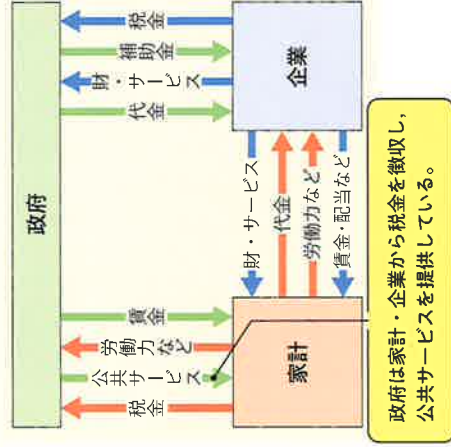 政府
税金
公共サービス
労働力など
賃金
代金
財・サービス
補助金
税金
家計
財・サービス
代金
労働力など
賃金・配当など
企業
政府は家計・企業から税金を徴収し，
公共サービスを提供している。